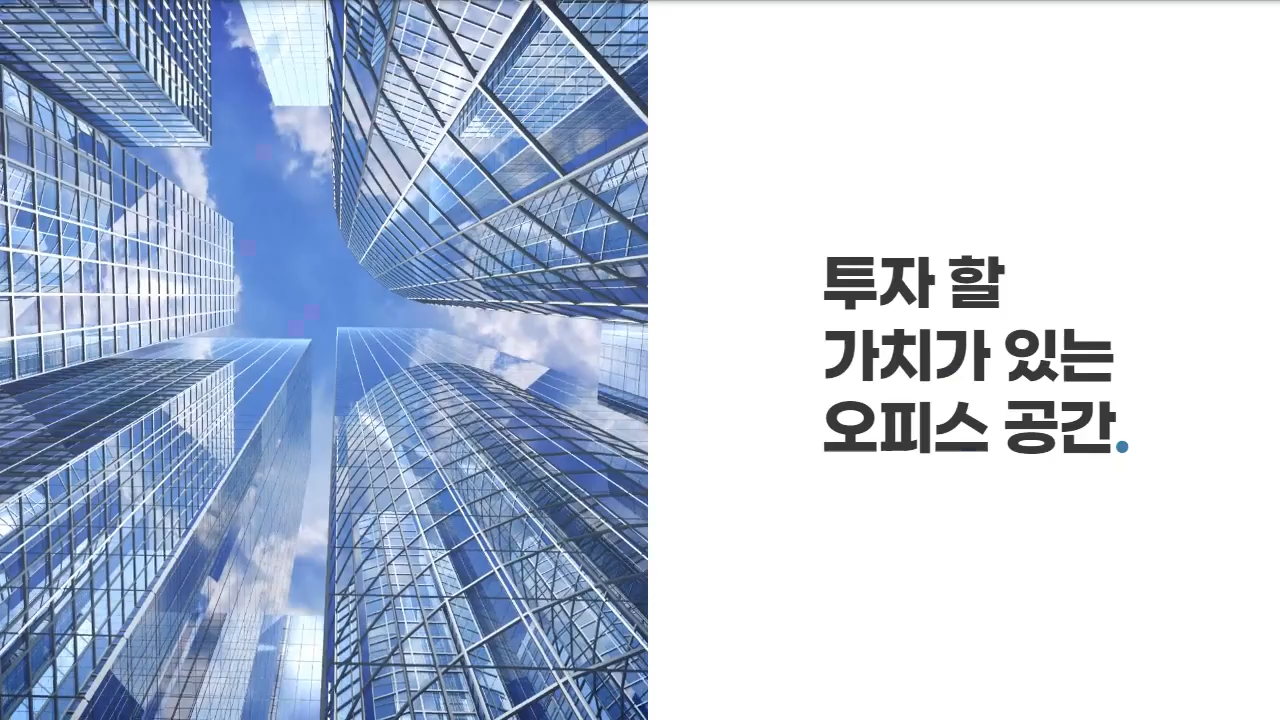 투자 할
가치가 있는
오피스 공간.